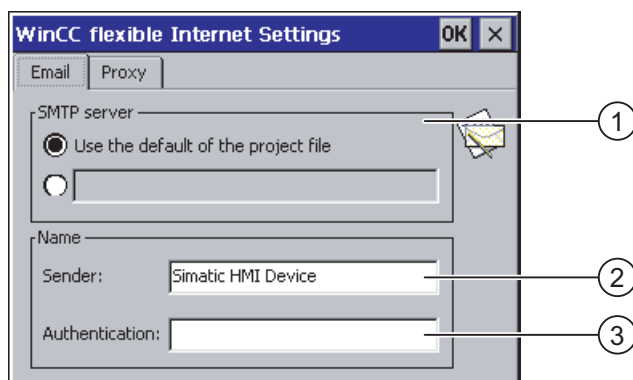 WinCC flexible Internet Settings OK ×
Email Proxy
SMTP server
1
Use the default of the project file
Name
Sender: Simatic HMI Device
2
Authentication:
3